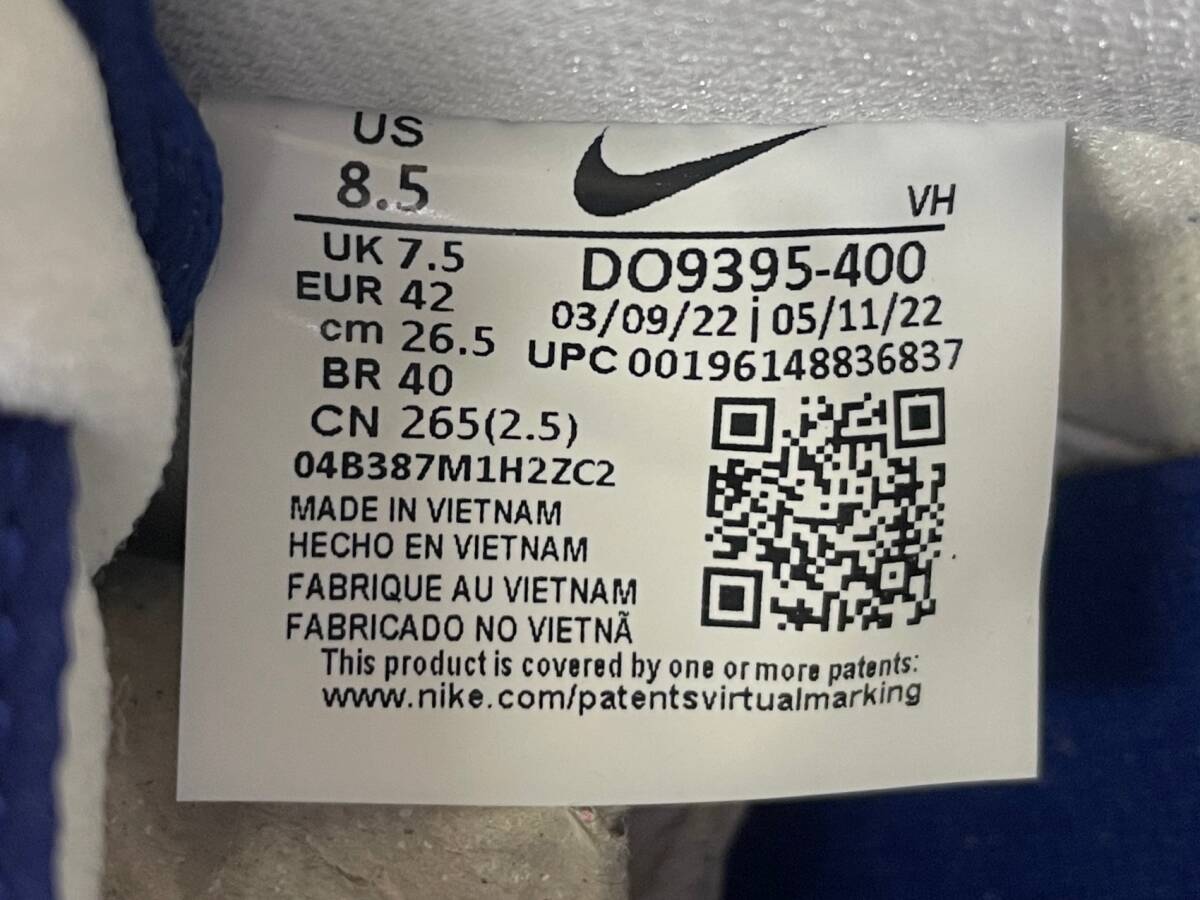 US
8.5
VH
UK 7.5
EUR 42
cm 26.5
BR 40
CN 265(2.5)
04B387M1H2ZC2
DO9395-400
03/09/22 | 05/11/22
UPC 00196148836837
MADE IN VIETNAM
HECHO EN VIETNAM
FABRIQUE AU VIETNAM
FABRICADO NO VIETNÃ
This product is covered by one or more patents:
www.nike.com/patentsvirtualmarking